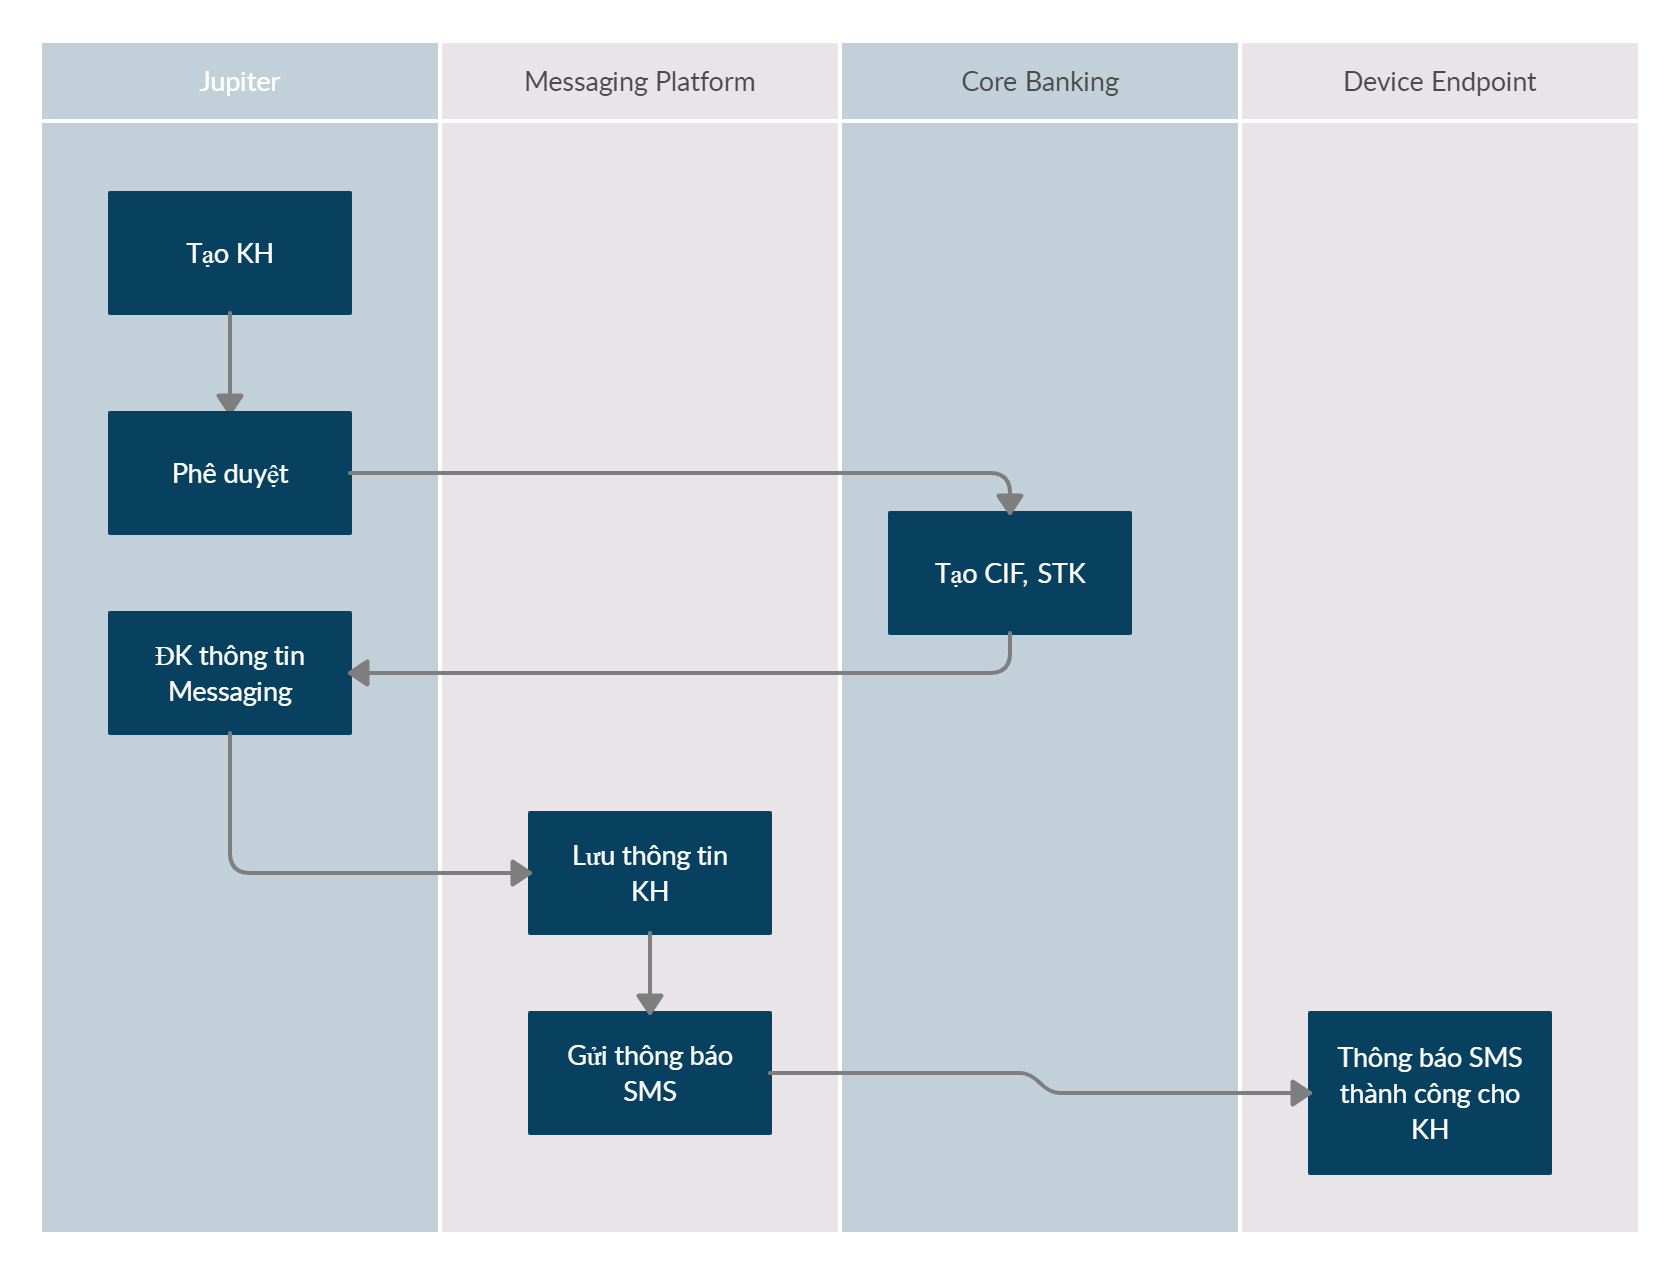 Jupiter
Messaging Platform
Core Banking
Device Endpoint
Tạo KH
Phê duyệt
Tạo CIF, STK
ĐK thông tin
Messaging
Lưu thông tin
KH
Gửi thông báo
SMS
Thông báo SMS
thành công cho
KH